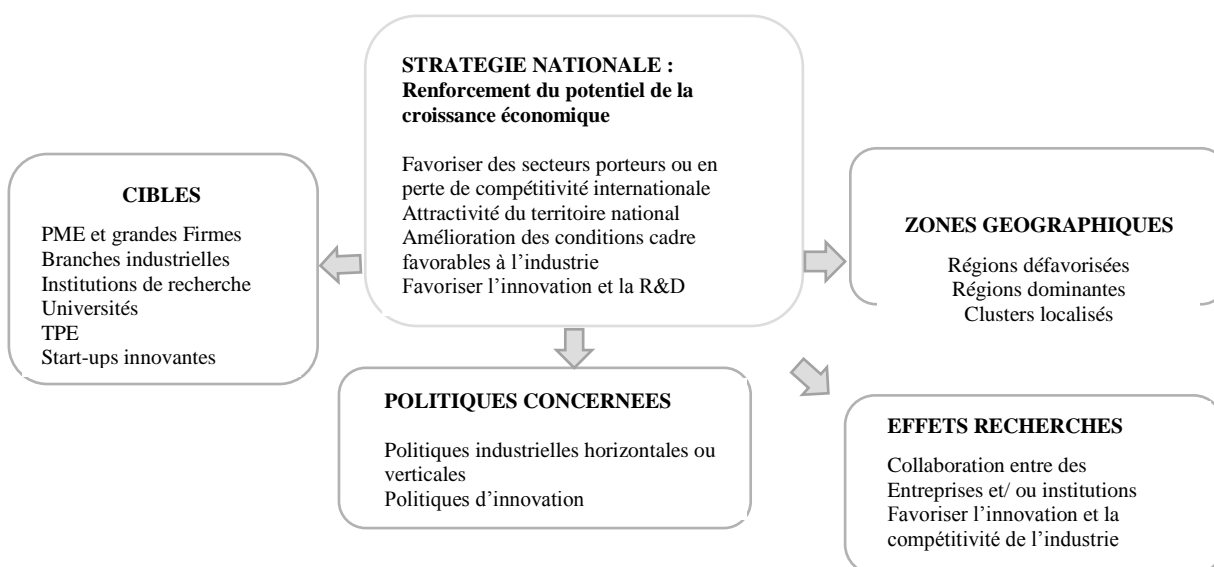 STRATEGIE NATIONALE :
Renforcement du potentiel de la
croissance économique
Favoriser des secteurs porteurs ou en
perte de compétitivité internationale
Attractivité du territoire national
Amélioration des conditions cadre
favorables à l’industrie
Favoriser l’innovation et la R&D
CIBLES
PME et grandes Firmes
Branches industrielles
Institutions de recherche
Universités
TPE
Start-ups innovantes
ZONES GEOGRAPHIQUES
Régions défavorisées
Régions dominantes
Clusters localisés
POLITIQUES CONCERNEES
Politiques industrielles horizontales ou
verticales
Politiques d’innovation
EFFETS RECHERCHES
Collaboration entre des
Entreprises et/ ou institutions
Favoriser l’innovation et la
compétitivité de l’industrie